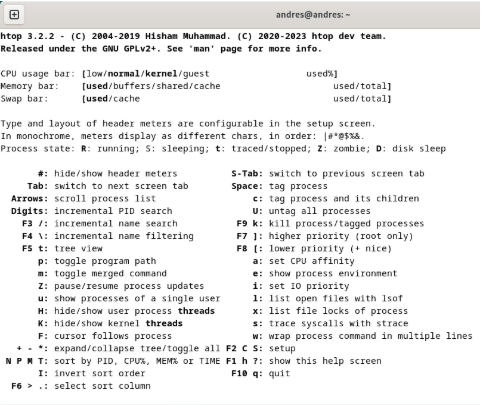 andres@andres: ~
htop 3.2.2 - (C) 2004-2019 Hisham Muhammad. (C) 2020-2023 htop dev team.
Released under the GNU GPLv2+. See 'man' page for more info.
CPU usage bar: [low/normal/kernel/guest                used%]
Memory bar:    [used/buffers/shared/cache              used/total]
Swap bar:      [used/cache                             used/total]
Type and layout of header meters are configurable in the setup screen.
In monochrome, meters display as different chars, in order: |#*@$%&.
Process state: R: running; S: sleeping; t: traced/stopped; Z: zombie; D: disk sleep
#: hide/show header meters    S-Tab: switch to previous screen tab
Tab: switch to next screen tab    Space: tag process
Arrows: scroll process list    c: tag process and its children
Digits: incremental PID search    U: untag all processes
F3 /: incremental name search    F9 k: kill process/tagged processes
F4 \: incremental name filtering    F7 ]: higher priority (root only)
F5 t: tree view    F8 [: lower priority (+ nice)
p: toggle program path    a: set CPU affinity
m: toggle merged command    e: show process environment
Z: pause/resume process updates    i: set IO priority
u: show processes of a single user    l: list open files with lsof
H: hide/show user process threads    x: list file locks of process
K: hide/show kernel threads    s: trace syscalls with strace
F: cursor follows process    w: wrap process command in multiple lines
+ - *: expand/collapse tree/toggle all    F2 C S: setup
N P M T: sort by PID, CPU%, MEM% or TIME    F1 h ?: show this help screen
I: invert sort order    F10 q: quit
F6 > .: select sort column